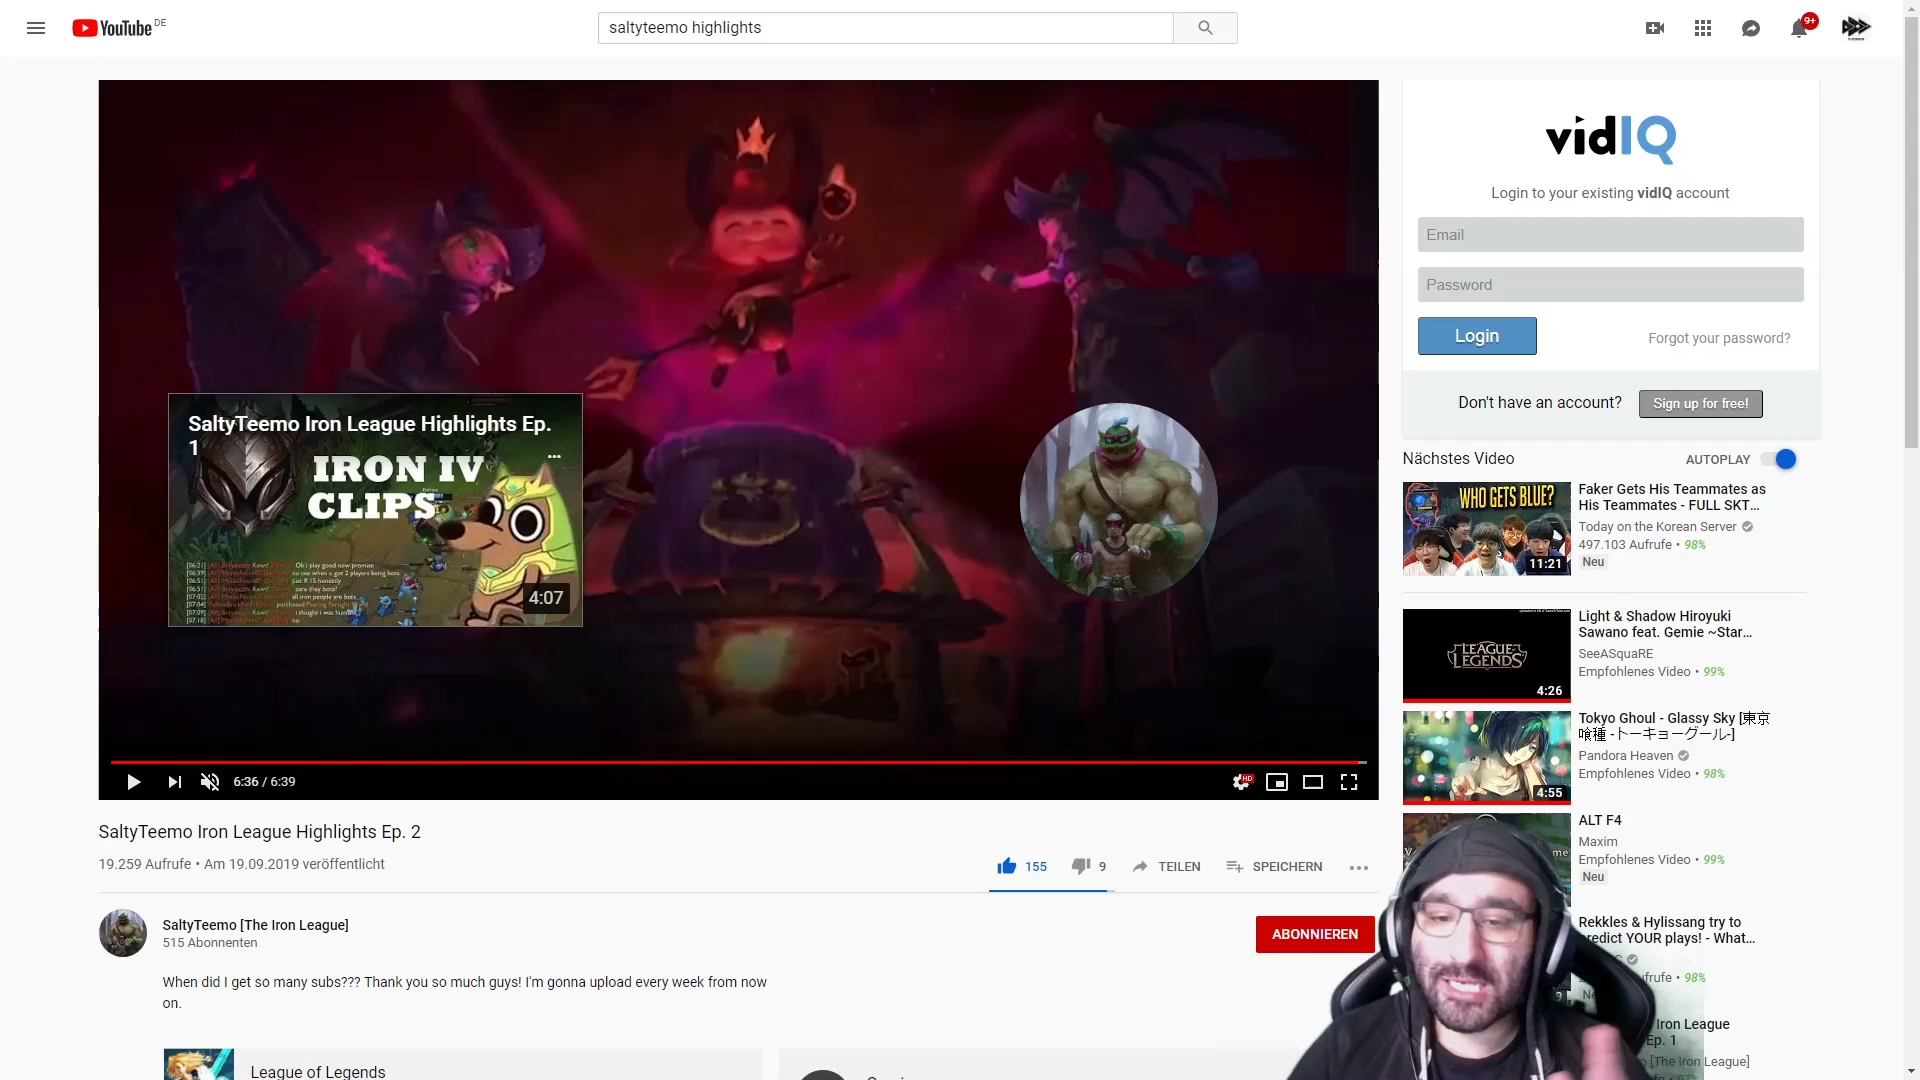 YouTube DE
saltyteemo highlights
9+
SaltyTeemo Iron League Highlights Ep.
1
IRON IV
CLIPS
4:07
6:36 / 6:39
HD
SaltyTeemo Iron League Highlights Ep. 2
19.259 Aufrufe • Am 19.09.2019 veröffentlicht
155
9
TEILEN
SPEICHERN
SaltyTeemo [The Iron League]
515 Abonnenten
ABONNIEREN
When did I get so many subs??? Thank you so much guys! I'm gonna upload every week from now
on.
League of Legends
vidIQ
Login to your existing vidIQ account
Email
Password
Login
Forgot your password?
Don't have an account?
Sign up for free!
Nächstes Video
AUTOPLAY
WHO GETS BLUE?
11:21
Faker Gets His Teammates as
His Teammates - FULL SKT...
Today on the Korean Server
497.103 Aufrufe • 98%
Neu
LEAGUE OF
LEGENDS
4:26
Light & Shadow Hiroyuki
Sawano feat. Gemie ~Star...
SeeASquaRE
Empfohlenes Video • 99%
4:55
Tokyo Ghoul - Glassy Sky [東京
喰種 -トーキョーグール-]
Pandora Heaven
Empfohlenes Video • 98%
ALT F4
Maxim
Empfohlenes Video • 99%
Neu
Rekkles & Hylissang try to
predict YOUR plays! - What...
98%
Iron League
Ep. 1
[The Iron League]